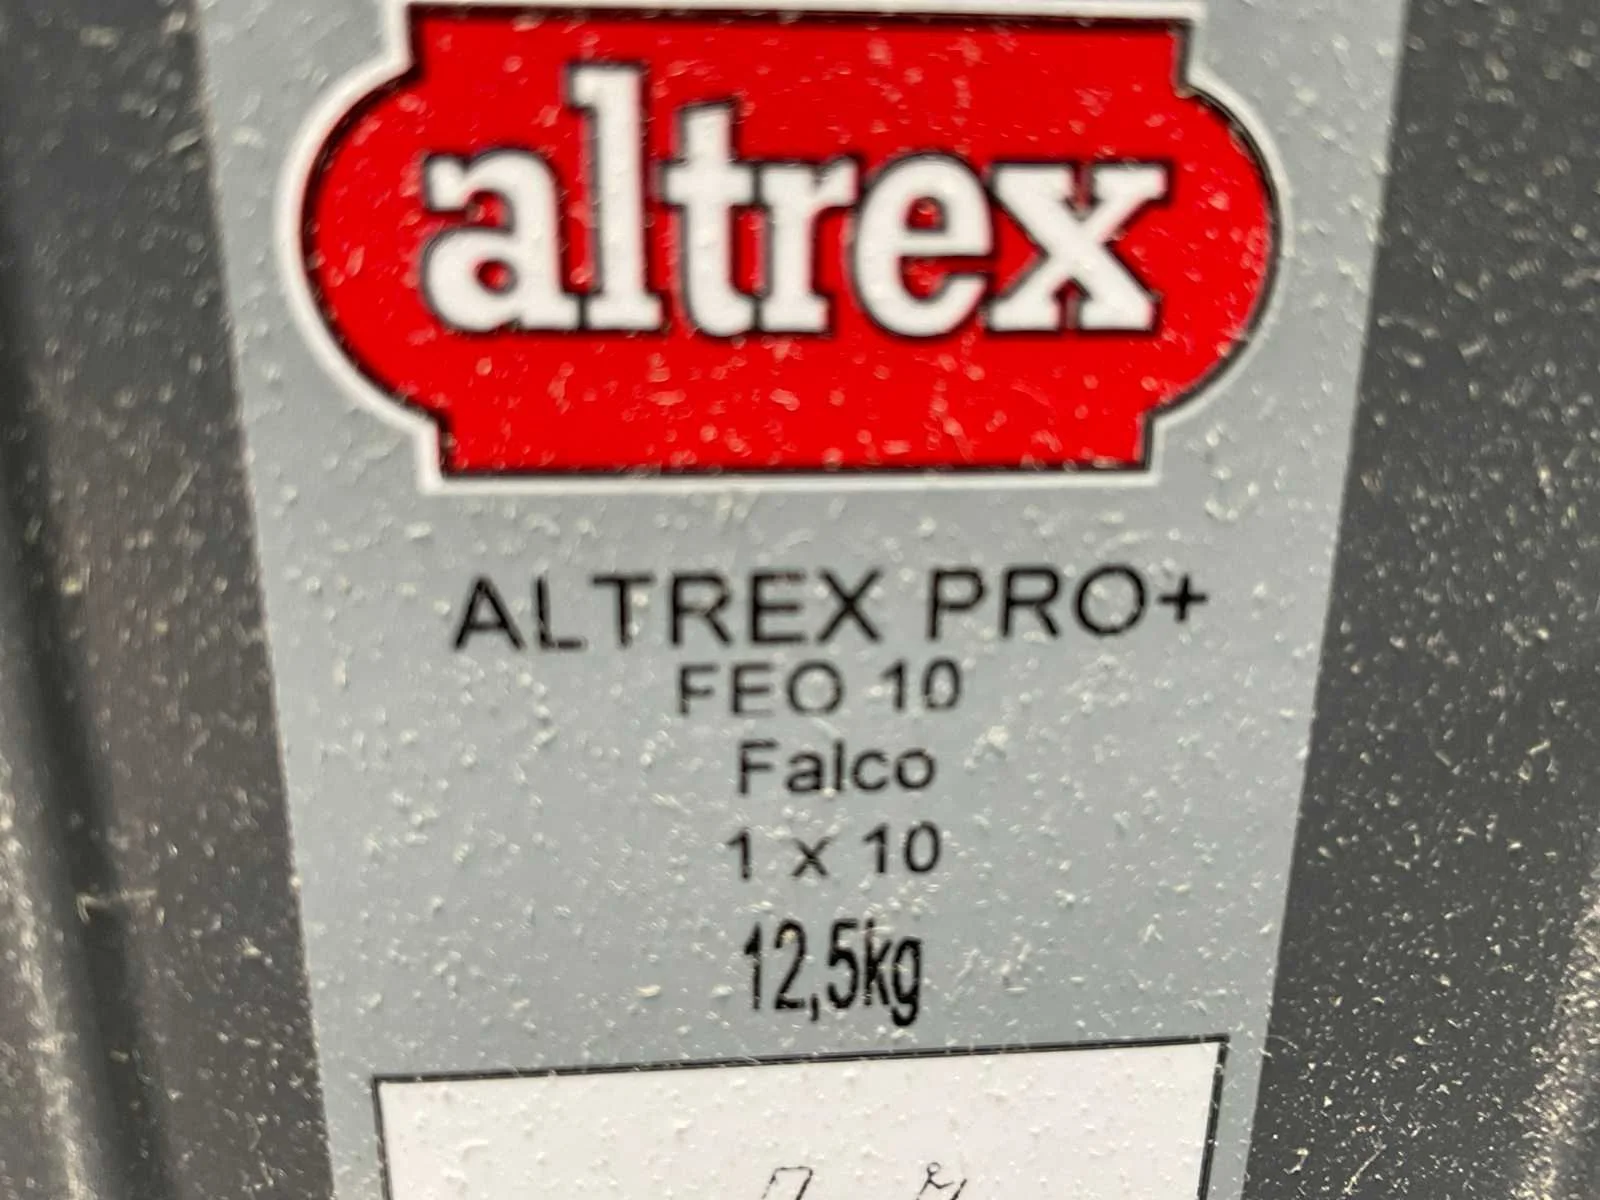 altrex
ALTREX PRO+
FEO 10
Falco
1 x 10
12,5kg